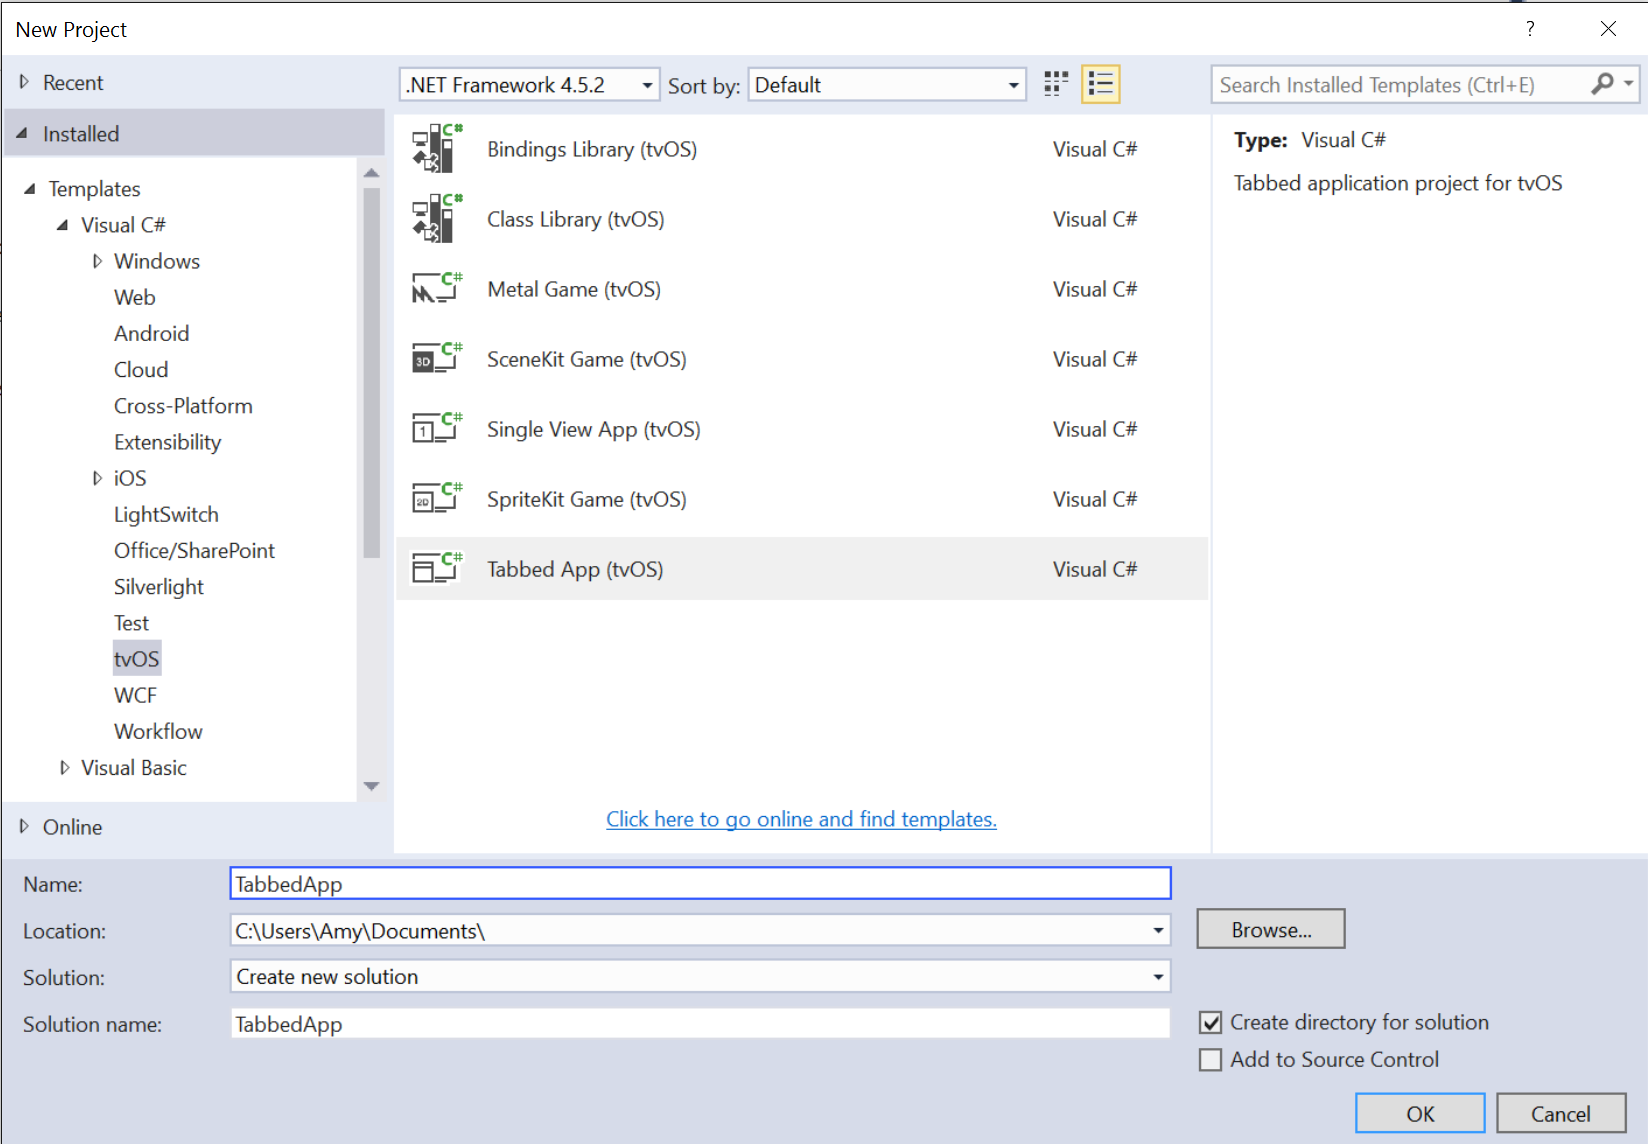 New Project
?
Recent
.NET Framework 4.5.2
Sort by:
Default
Search Installed Templates (Ctrl+E)
Installed
Templates
Visual C#
Windows
Web
Android
Cloud
Cross-Platform
Extensibility
iOS
LightSwitch
Office/SharePoint
Silverlight
Test
tvOS
WCF
Workflow
Visual Basic
Online
C# Bindings Library (tvOS) Visual C#
C# Class Library (tvOS) Visual C#
C# Metal Game (tvOS) Visual C#
3D C# SceneKit Game (tvOS) Visual C#
1 C# Single View App (tvOS) Visual C#
2D C# SpriteKit Game (tvOS) Visual C#
C# Tabbed App (tvOS) Visual C#
Click here to go online and find templates.
Type: Visual C#
Tabbed application project for tvOS
Name: TabbedApp
Location: C:\Users\Amy\Documents\
Browse...
Solution: Create new solution
Solution name: TabbedApp
Create directory for solution
Add to Source Control
OK
Cancel